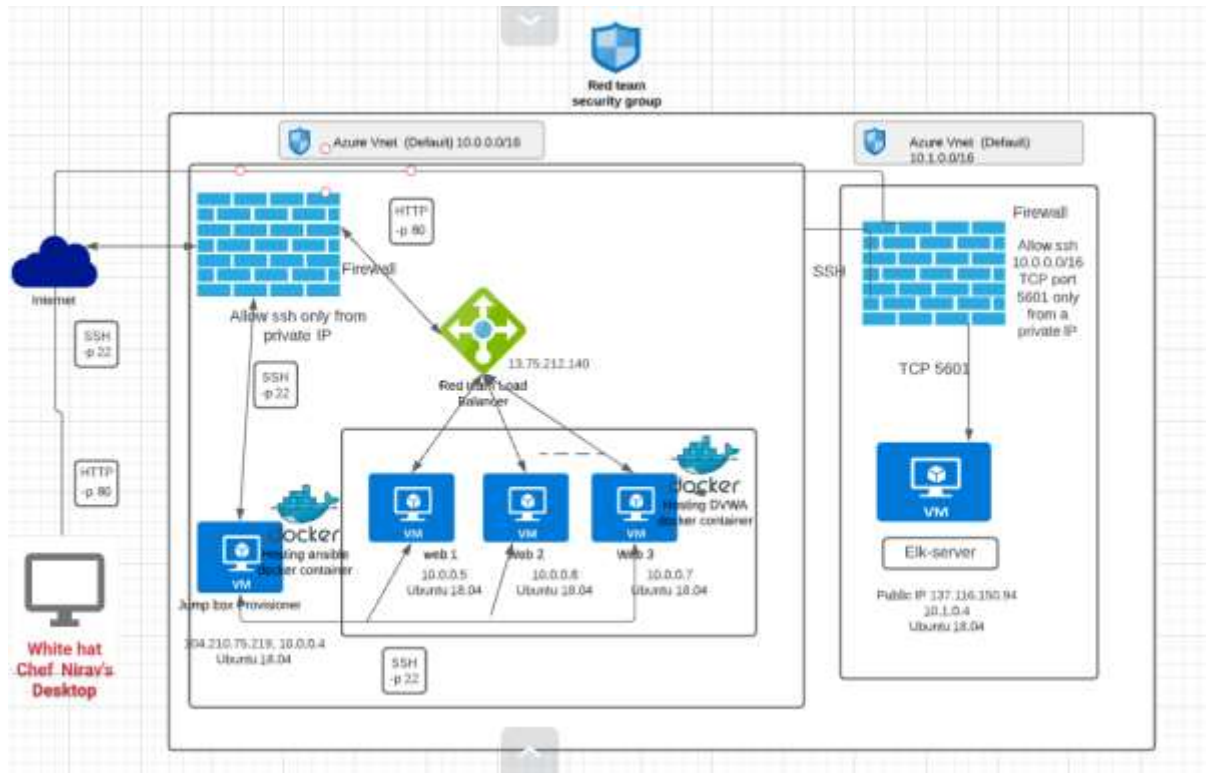 Red team
security group
Azure Vnet (Default) 10.0.0.0/16
Azure Vnet (Default)
10.1.0.0/16
HTTP
-p 80
Firewall
Allow ssh only from
private IP
Internet
SSH
-p 22
SSH
-p 22
HTTP
-p 80
13.75.212.140
Red team Load
Balancer
SSH
Firewall
Allow ssh
10.0.0.0/16
TCP port
5601 only
from a
private IP
TCP 5601
docker
Hosting ansible
docker container
VM
Jump box Provisioner
104.210.75.219, 10.0.0.4
Ubuntu 18.04
docker
Hosting DVWA
docker container
VM
web 1
10.0.0.5
Ubuntu 18.04
VM
Web 2
10.0.0.6
Ubuntu 18.04
VM
Web 3
10.0.0.7
Ubuntu 18.04
SSH
-p 22
VM
Elk-server
Public IP 137.116.150.94
10.1.0.4
Ubuntu 18.04
White hat
Chef Nirav's
Desktop